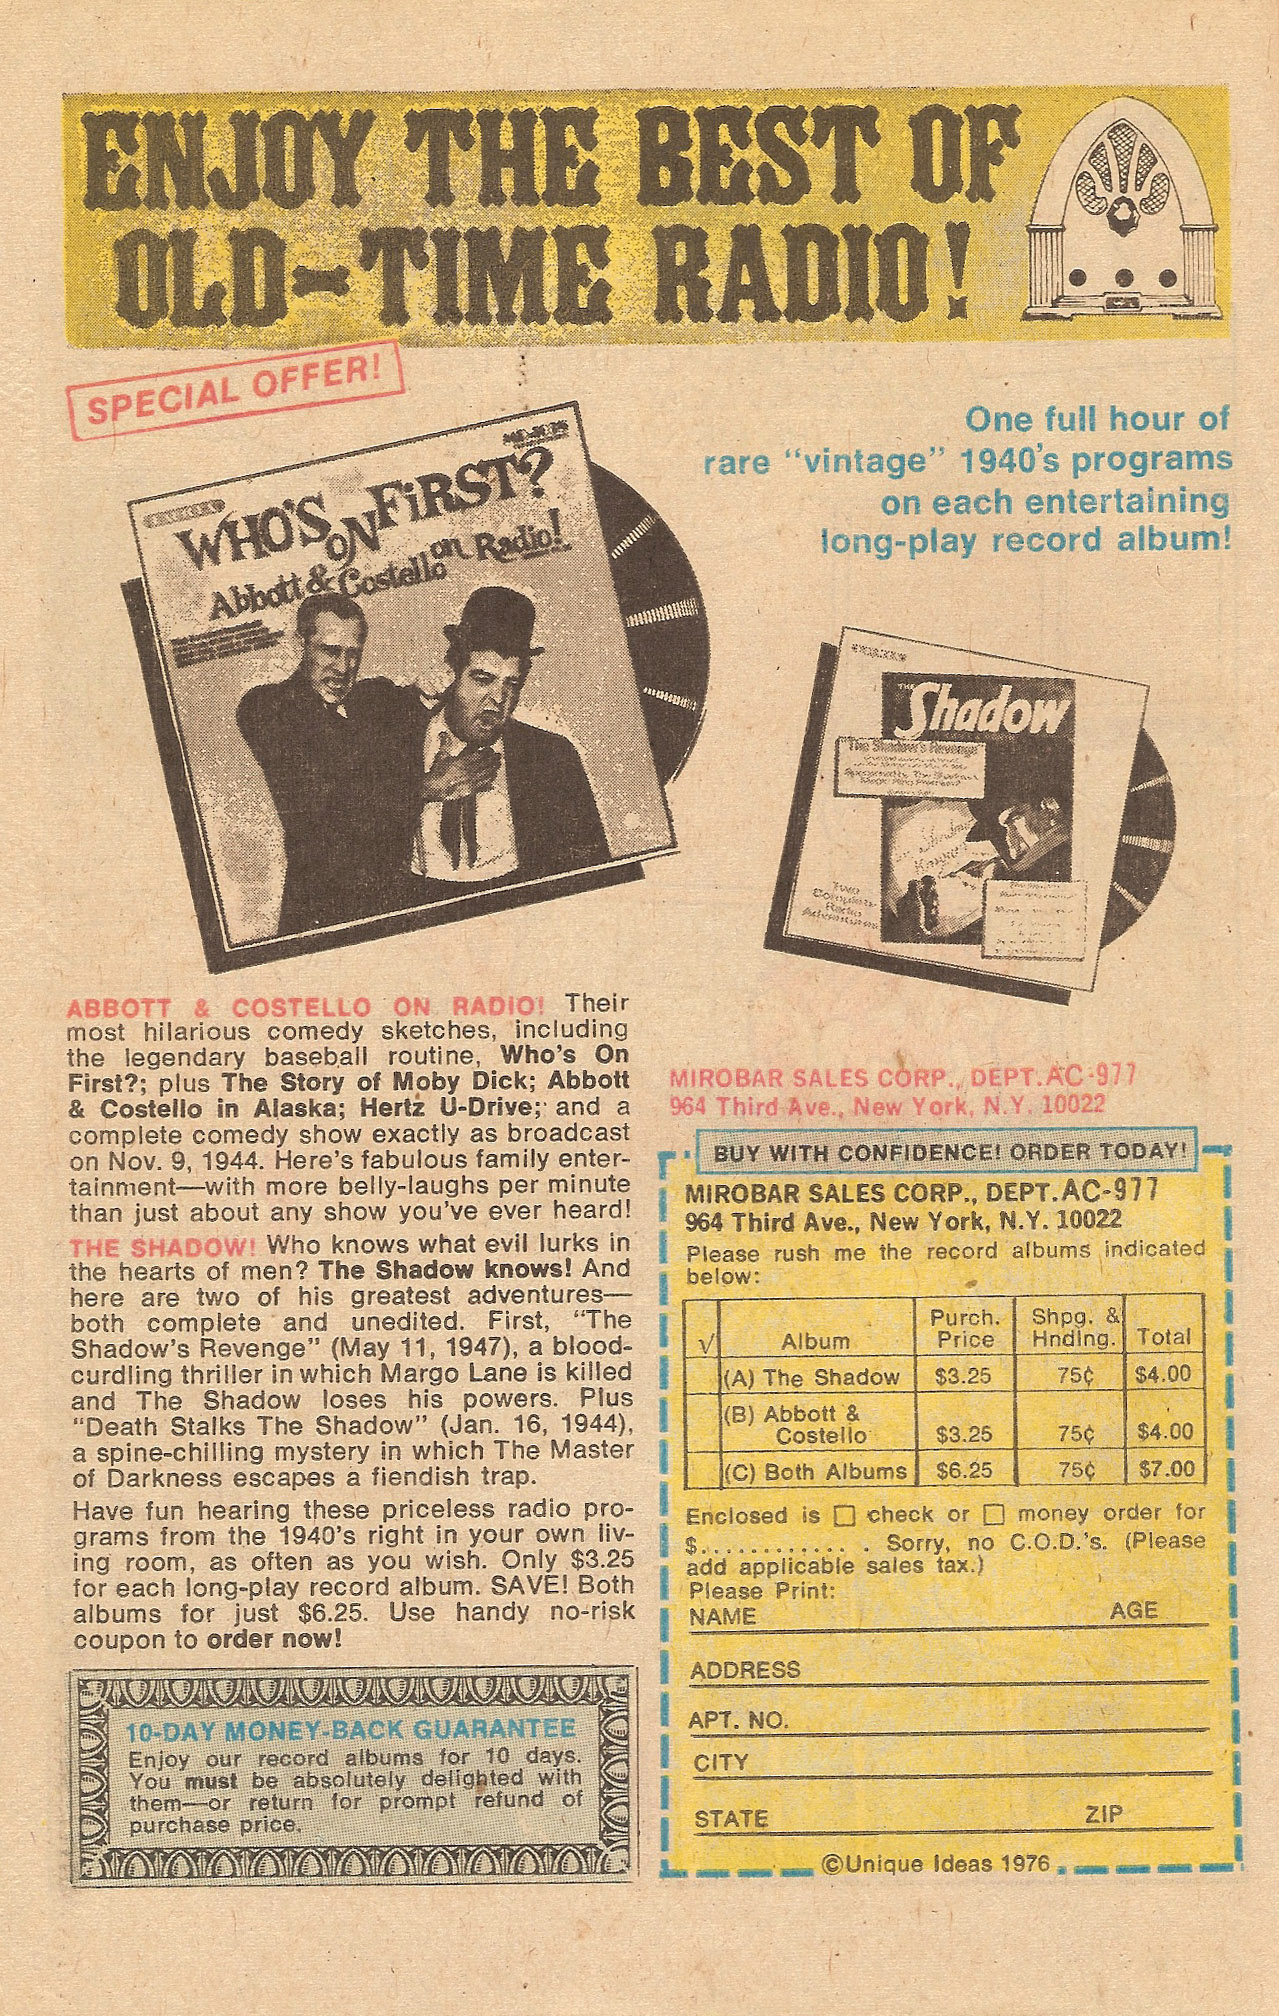 ENJOY THE BEST OF
OLD-TIME RADIO!
SPECIAL OFFER!
WHO'S ON FiRST?
Abbott & Costello on Radio!
One full hour of
rare "vintage" 1940's programs
on each entertaining
long-play record album!
THE
Shadow
The Shadow's Revenge
Two
Complete
Radio
Adventures
ABBOTT & COSTELLO ON RADIO! Their
most hilarious comedy sketches, including
the legendary baseball routine, Who's On
First?; plus The Story of Moby Dick; Abbott
& Costello in Alaska; Hertz U-Drive; and a
complete comedy show exactly as broadcast
on Nov. 9, 1944. Here's fabulous family enter-
tainment—with more belly-laughs per minute
than just about any show you've ever heard!
THE SHADOW! Who knows what evil lurks in
the hearts of men? The Shadow knows! And
here are two of his greatest adventures—
both complete and unedited. First, "The
Shadow's Revenge" (May 11, 1947), a blood-
curdling thriller in which Margo Lane is killed
and The Shadow loses his powers. Plus
"Death Stalks The Shadow" (Jan. 16, 1944),
a spine-chilling mystery in which The Master
of Darkness escapes a fiendish trap.
Have fun hearing these priceless radio pro-
grams from the 1940's right in your own liv-
ing room, as often as you wish. Only $3.25
for each long-play record album. SAVE! Both
albums for just $6.25. Use handy no-risk
coupon to order now!
10-DAY MONEY-BACK GUARANTEE
Enjoy our record albums for 10 days.
You must be absolutely delighted with
them—or return for prompt refund of
purchase price.
MIROBAR SALES CORP., DEPT. AC-977
964 Third Ave., New York, N.Y. 10022
BUY WITH CONFIDENCE! ORDER TODAY!
MIROBAR SALES CORP., DEPT. AC-977
964 Third Ave., New York, N.Y. 10022
Please rush me the record albums indicated
below:
√ Album Purch. Price Shpg. & Hndlng. Total
(A) The Shadow $3.25 75¢ $4.00
(B) Abbott &
Costello $3.25 75¢ $4.00
(C) Both Albums $6.25 75¢ $7.00
Enclosed is □ check or □ money order for
$............. Sorry, no C.O.D.'s. (Please
add applicable sales tax.)
Please Print:
NAME AGE
ADDRESS
APT. NO.
CITY
STATE ZIP
©Unique Ideas 1976